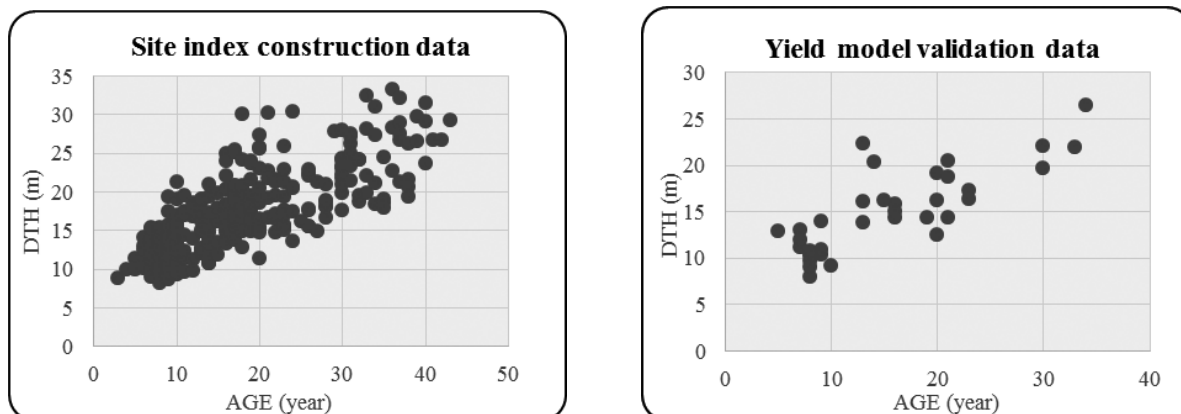 Site index construction data
35
30
25
20
15
10
5
0
DTH (m)
0 10 20 30 40 50
AGE (year)
Yield model validation data
30
25
20
15
10
5
0
DTH (m)
0 10 20 30 40
AGE (year)